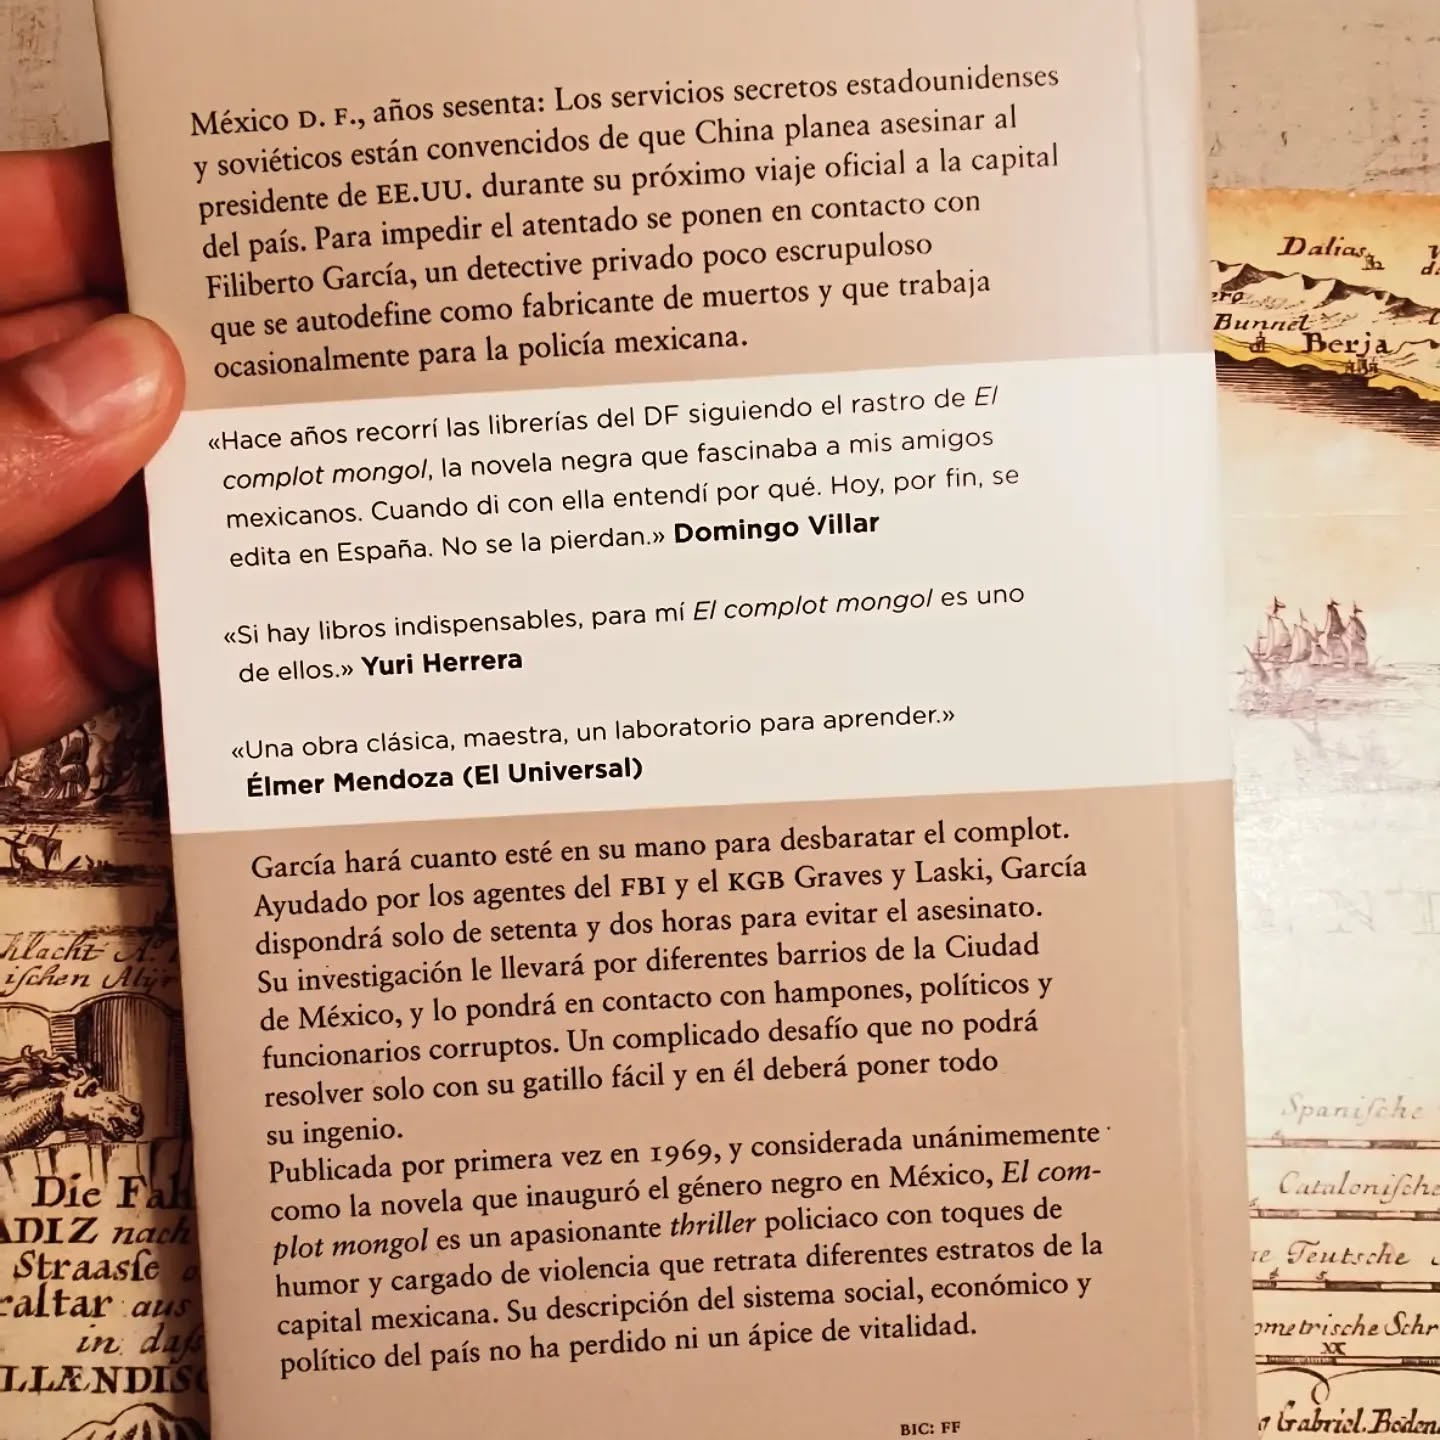 México D. F., años sesenta: Los servicios secretos estadounidenses
y soviéticos están convencidos de que China planea asesinar al
presidente de EE.UU. durante su próximo viaje oficial a la capital
del país. Para impedir el atentado se ponen en contacto con
Filiberto García, un detective privado poco escrupuloso
que se autodefine como fabricante de muertos y que trabaja
ocasionalmente para la policía mexicana.
«Hace años recorrí las librerías del DF siguiendo el rastro de El
complot mongol, la novela negra que fascinaba a mis amigos
mexicanos. Cuando di con ella entendí por qué. Hoy, por fin, se
edita en España. No se la pierdan.» Domingo Villar
«Si hay libros indispensables, para mí El complot mongol es uno
de ellos.» Yuri Herrera
«Una obra clásica, maestra, un laboratorio para aprender.»
Élmer Mendoza (El Universal)
García hará cuanto esté en su mano para desbaratar el complot.
Ayudado por los agentes del FBI y el KGB Graves y Laski, García
dispondrá solo de setenta y dos horas para evitar el asesinato.
Su investigación le llevará por diferentes barrios de la Ciudad
de México, y lo pondrá en contacto con hampones, políticos y
funcionarios corruptos. Un complicado desafío que no podrá
resolver solo con su gatillo fácil y en él deberá poner todo
su ingenio.
Publicada por primera vez en 1969, y considerada unánimemente
como la novela que inauguró el género negro en México, El com-
plot mongol es un apasionante thriller policiaco con toques de
humor y cargado de violencia que retrata diferentes estratos de la
capital mexicana. Su descripción del sistema social, económico y
político del país no ha perdido ni un ápice de vitalidad.
BIC: FF
Dalias
Bunnel
Berja
Die
ADIZ nach
Straasse
raltar aus
in das
Spanische
Teutsche
Gabriel. Boden